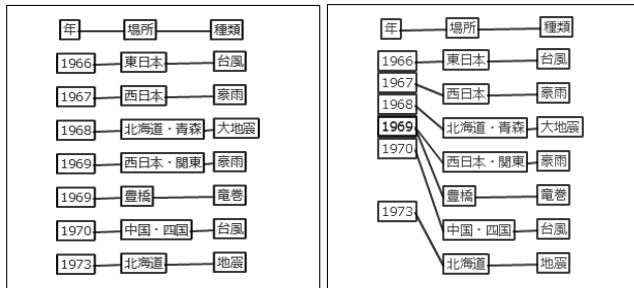 年 場所 種類
1966 東日本 台風
1967 西日本 豪雨
1968 北海道・青森 大地震
1969 西日本・関東 豪雨
1969 豊橋 竜巻
1970 中国・四国 台風
1973 北海道 地震
年 場所 種類
1966 東日本 台風
1967
西日本 豪雨
1968
北海道・青森 大地震
1969
1970
西日本・関東 豪雨
豊橋 竜巻
1973
中国・四国 台風
北海道 地震